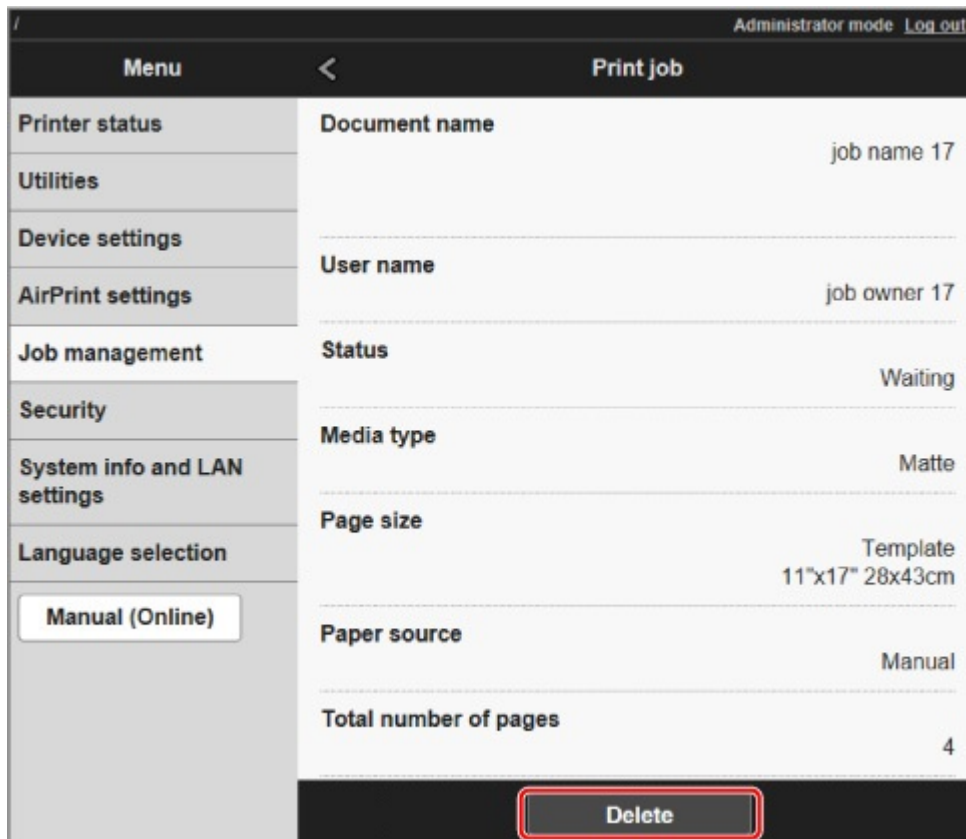 /
Administrator mode Log out
Menu
Print job
Printer status
Utilities
Device settings
AirPrint settings
Job management
Security
System info and LAN
settings
Language selection
Manual (Online)
Document name
job name 17
User name
job owner 17
Status
Waiting
Media type
Matte
Page size
Template
11"x17" 28x43cm
Paper source
Manual
Total number of pages
4
Delete